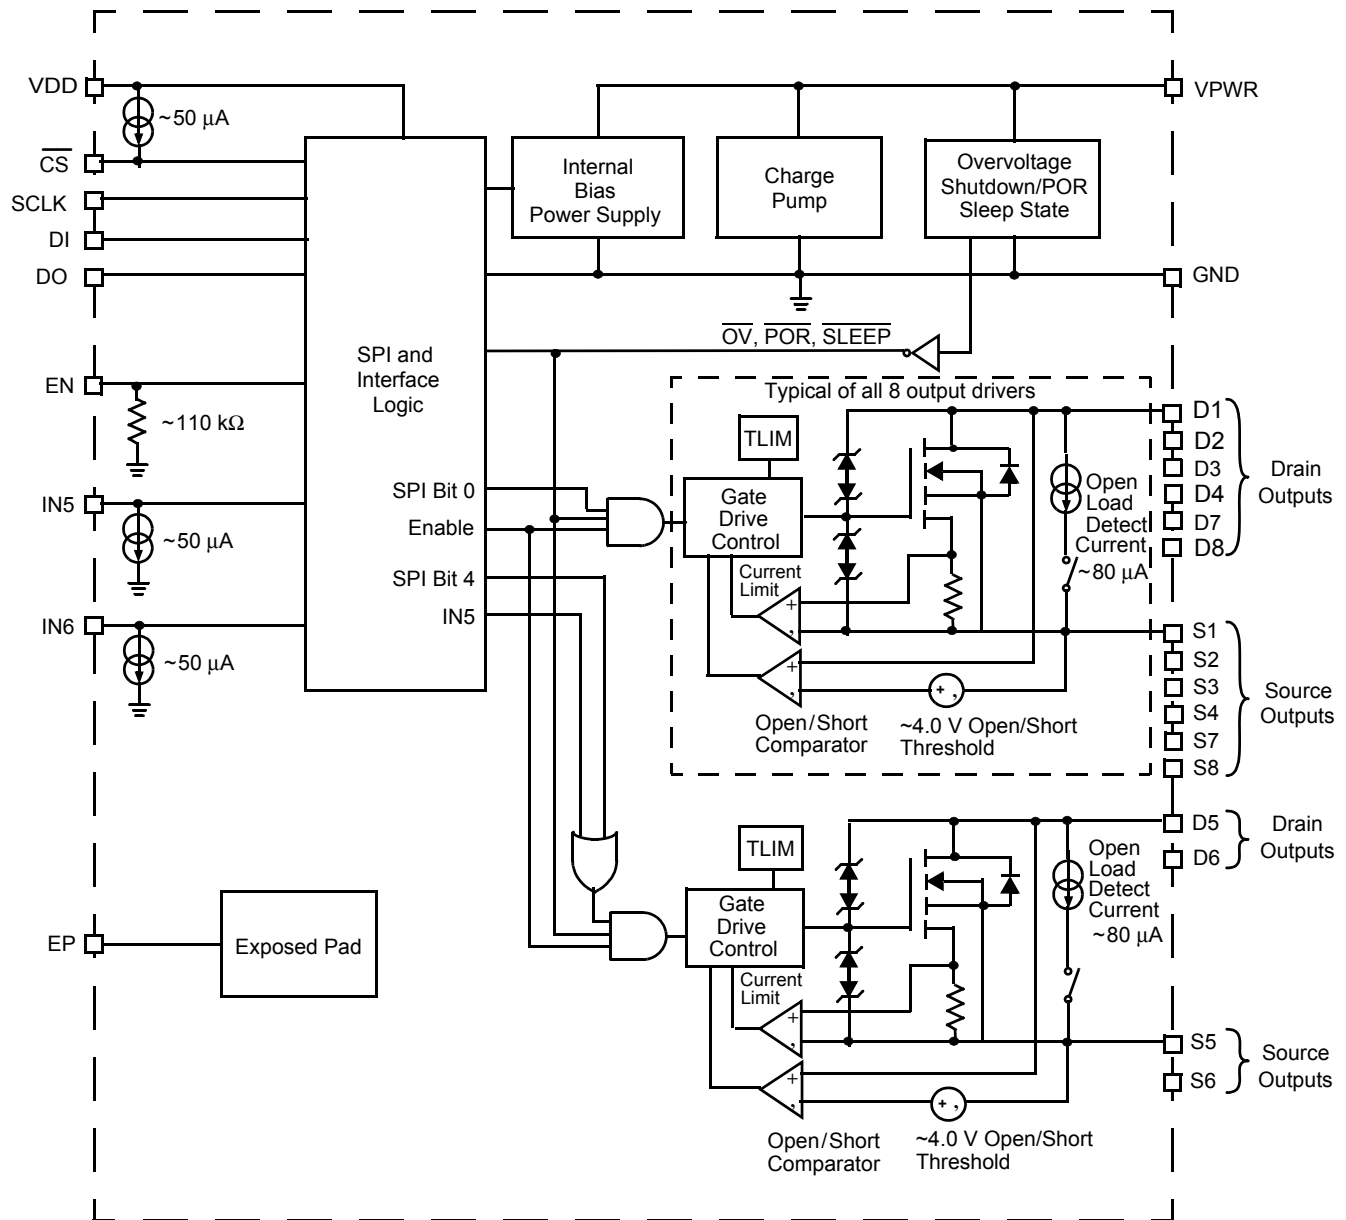 VDD
~50 μA
CS
SCLK
DI
DO
EN
~110 kΩ
IN5
~50 μA
IN6
~50 μA
EP
Exposed Pad
SPI and
Interface
Logic
SPI Bit 0
Enable
SPI Bit 4
IN5
Internal
Bias
Power Supply
Charge
Pump
Overvoltage
Shutdown/POR
Sleep State
VPWR
GND
OV, POR, SLEEP
Typical of all 8 output drivers
TLIM
Gate
Drive
Control
Current
Limit
+
,
+
,
Open/Short
Comparator
+ ,
~4.0 V Open/Short
Threshold
Open
Load
Detect
Current
~80 μA
D1
D2
D3
D4
D7
D8
Drain
Outputs
S1
S2
S3
S4
S7
S8
Source
Outputs
TLIM
Gate
Drive
Control
Current
Limit
+
,
+
,
Open/Short
Comparator
+ ,
~4.0 V Open/Short
Threshold
Open
Load
Detect
Current
~80 μA
D5
D6
Drain
Outputs
S5
S6
Source
Outputs